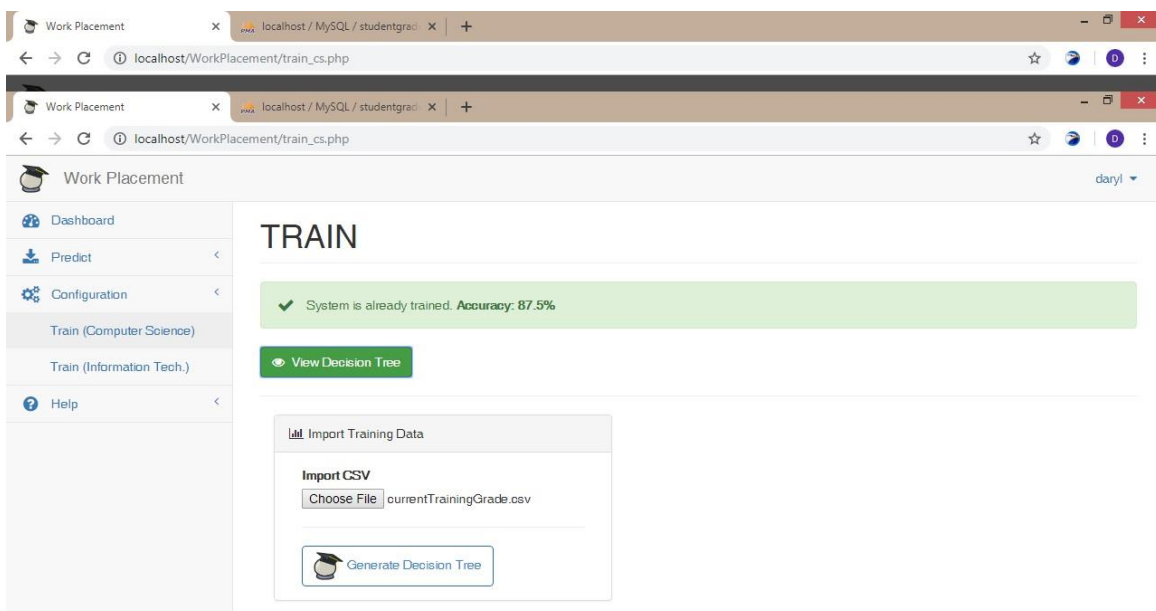 Work Placement
localhost / MySQL / studentgrad
localhost/WorkPlacement/train_cs.php
D
Work Placement
localhost / MySQL / studentgrad
localhost/WorkPlacement/train_cs.php
D
Work Placement
daryl
Dashboard
TRAIN
Predict
Configuration
System is already trained. Accuracy: 87.5%
Train (Computer Science)
View Decision Tree
Train (Information Tech.)
Help
Import Training Data
Import CSV
Choose File currentTrainingGrade.csv
Generate Decision Tree